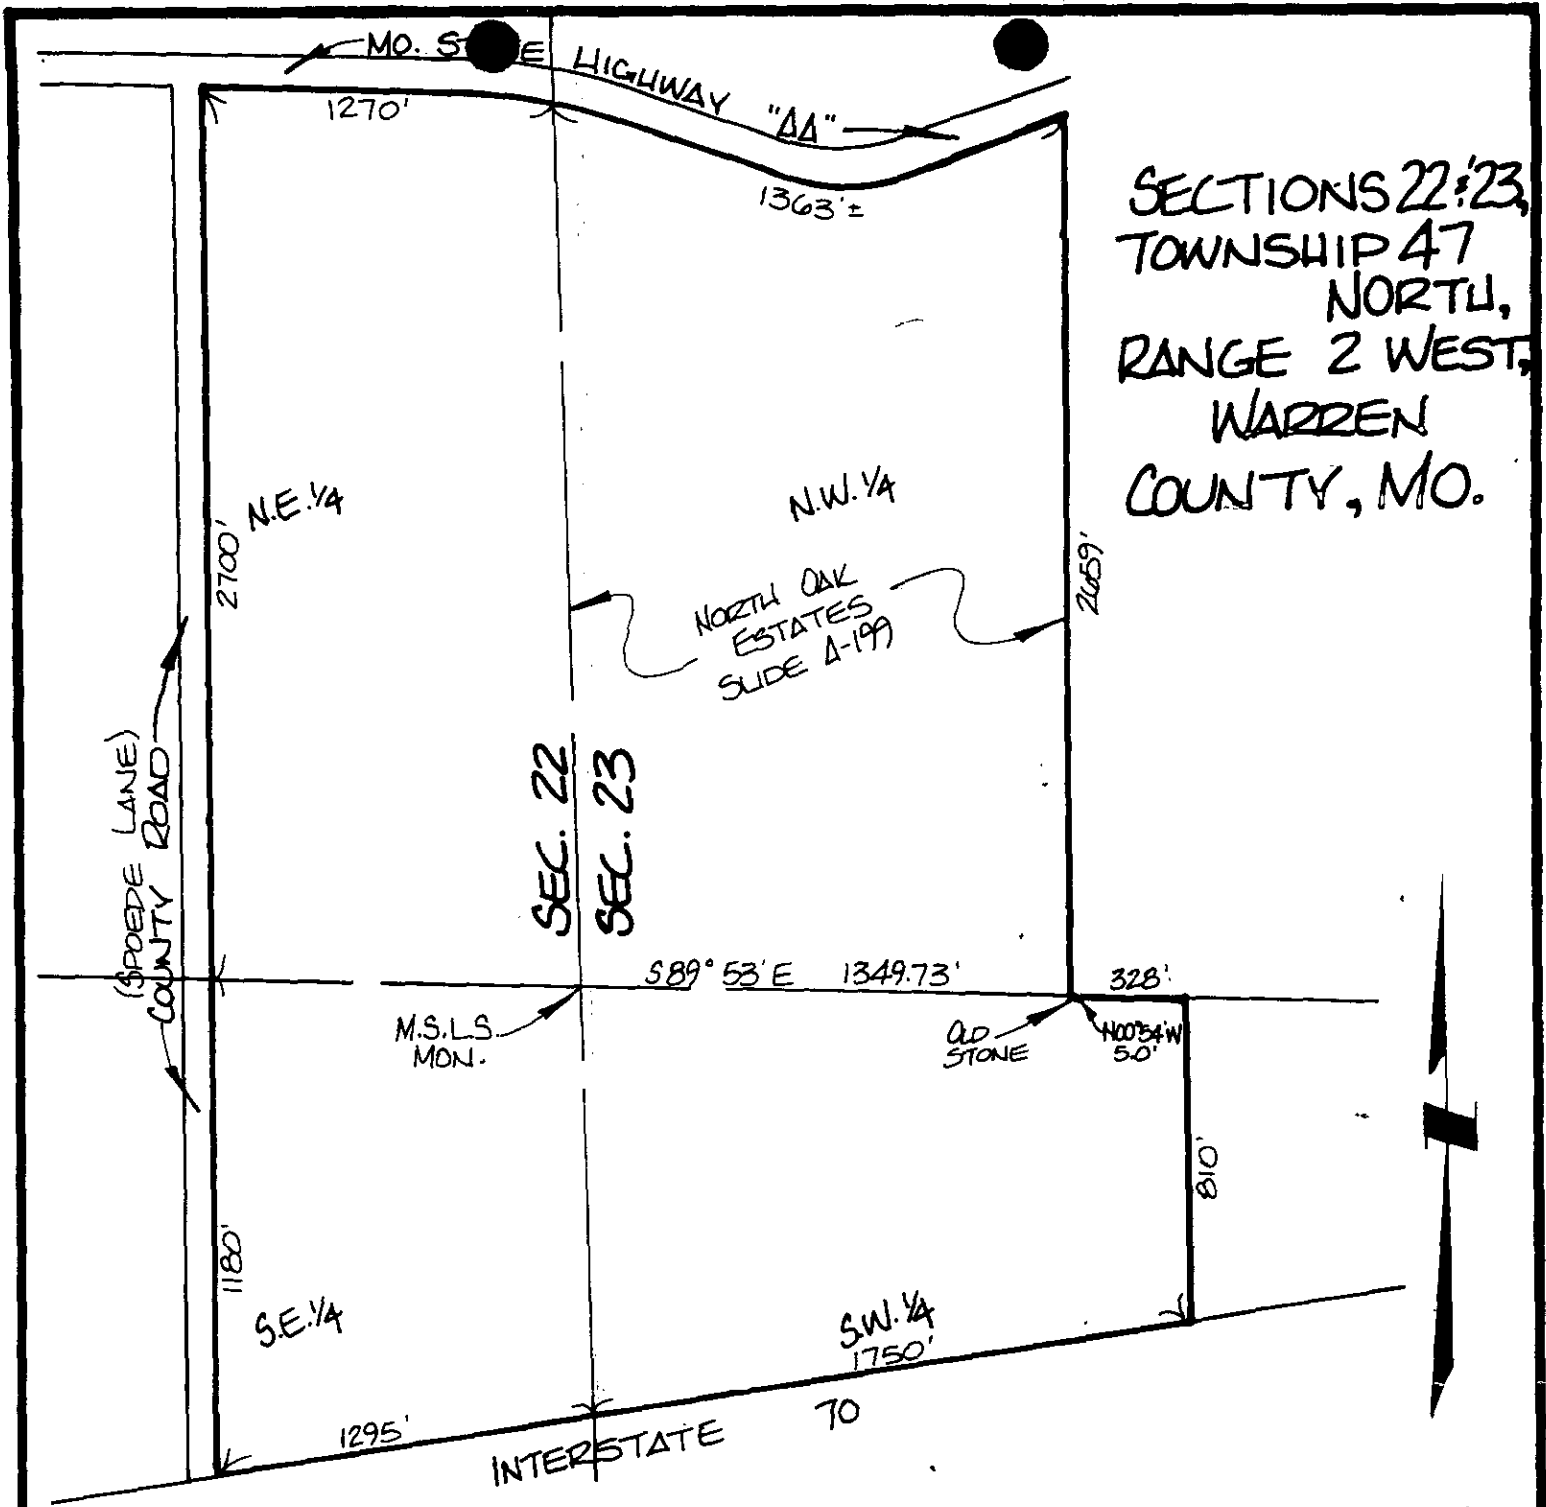 MO. S E HIGHWAY "AA"
1270'
1363'±
SECTIONS 22 & 23,
TOWNSHIP 47
NORTH,
RANGE 2 WEST,
WARREN
COUNTY, MO.
N.E. 1/4
N.W. 1/4
2700'
2659'
NORTH OAK
ESTATES
SLIDE A-199
(SPOEDE LANE)
COUNTY ROAD
SEC. 22
SEC. 23
S 89° 53' E 1349.73'
328'
M.S.L.S.
MON.
OLD
STONE
N00°54'W
5.0'
810'
1180'
S.E. 1/4
S.W. 1/4
1750'
1295'
INTERSTATE 70